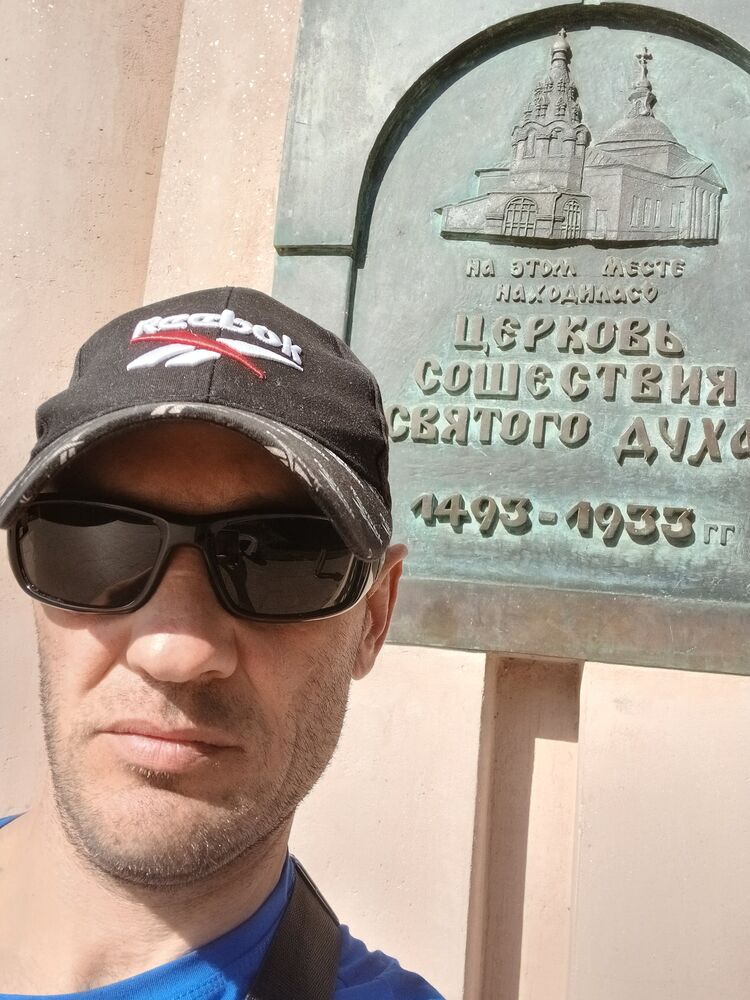 Reebok
НА ЭТОМ МЕСТЕ
НАХОДИЛАСЬ
ЦЕРКОВЬ
СОШЕСТВИЯ
СВЯТОГО ДУХА
1493-1933 гг